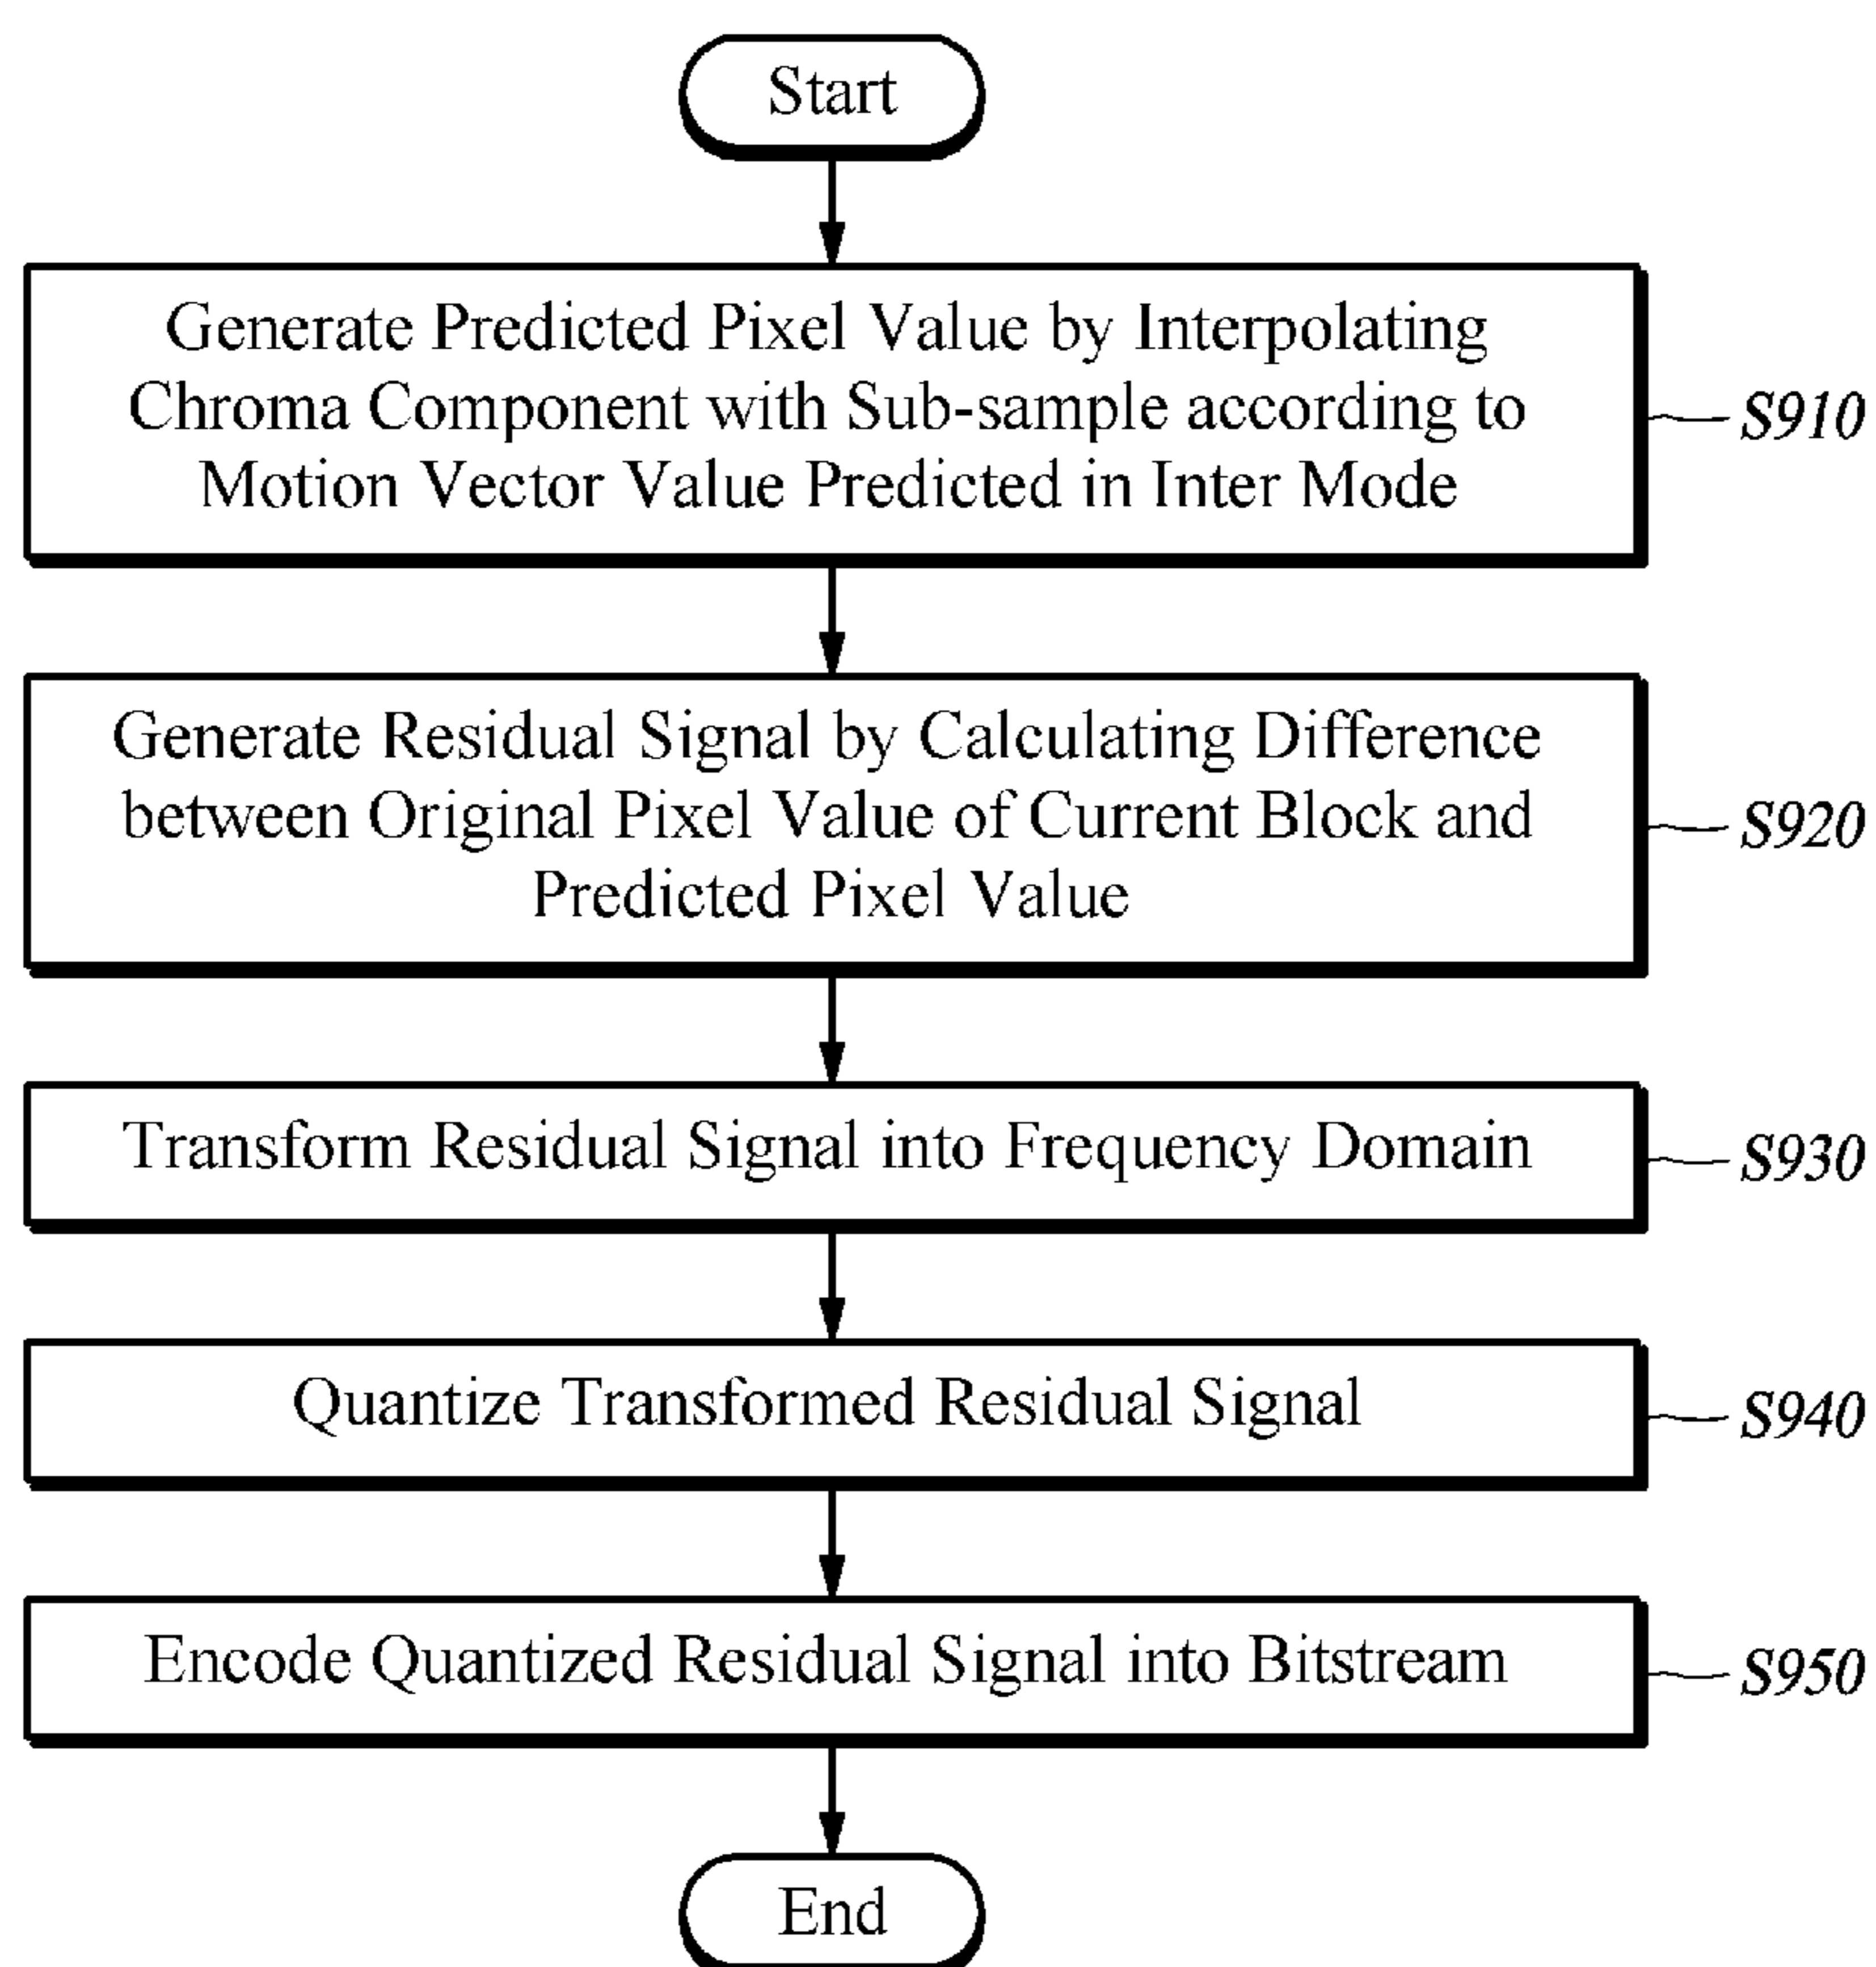 Start
Generate Predicted Pixel Value by Interpolating
Chroma Component with Sub-sample according to
Motion Vector Value Predicted in Inter Mode
S910
Generate Residual Signal by Calculating Difference
between Original Pixel Value of Current Block and
Predicted Pixel Value
S920
Transform Residual Signal into Frequency Domain
S930
Quantize Transformed Residual Signal
S940
Encode Quantized Residual Signal into Bitstream
S950
End